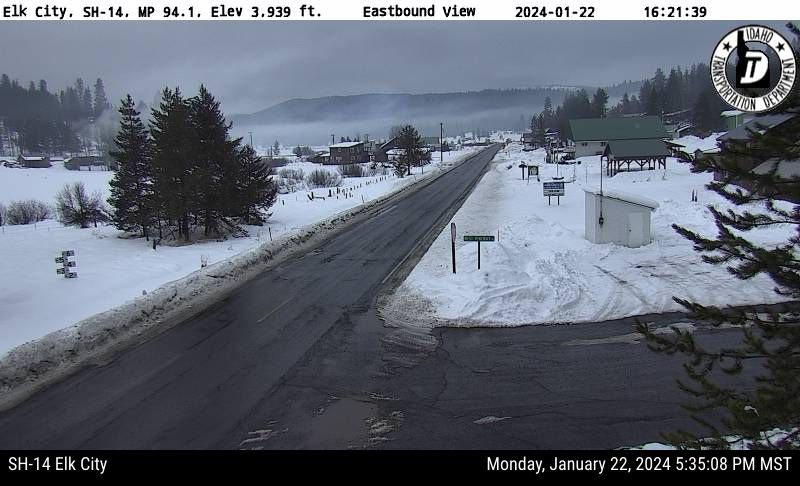 Elk City, SH-14, MP 94.1, Elev 3,939 ft. Eastbound View 2024-01-22 16:21:39
IDAHO
TRANSPORTATION DEPARTMENT
SH-14 Elk City Monday, January 22, 2024 5:35:08 PM MST